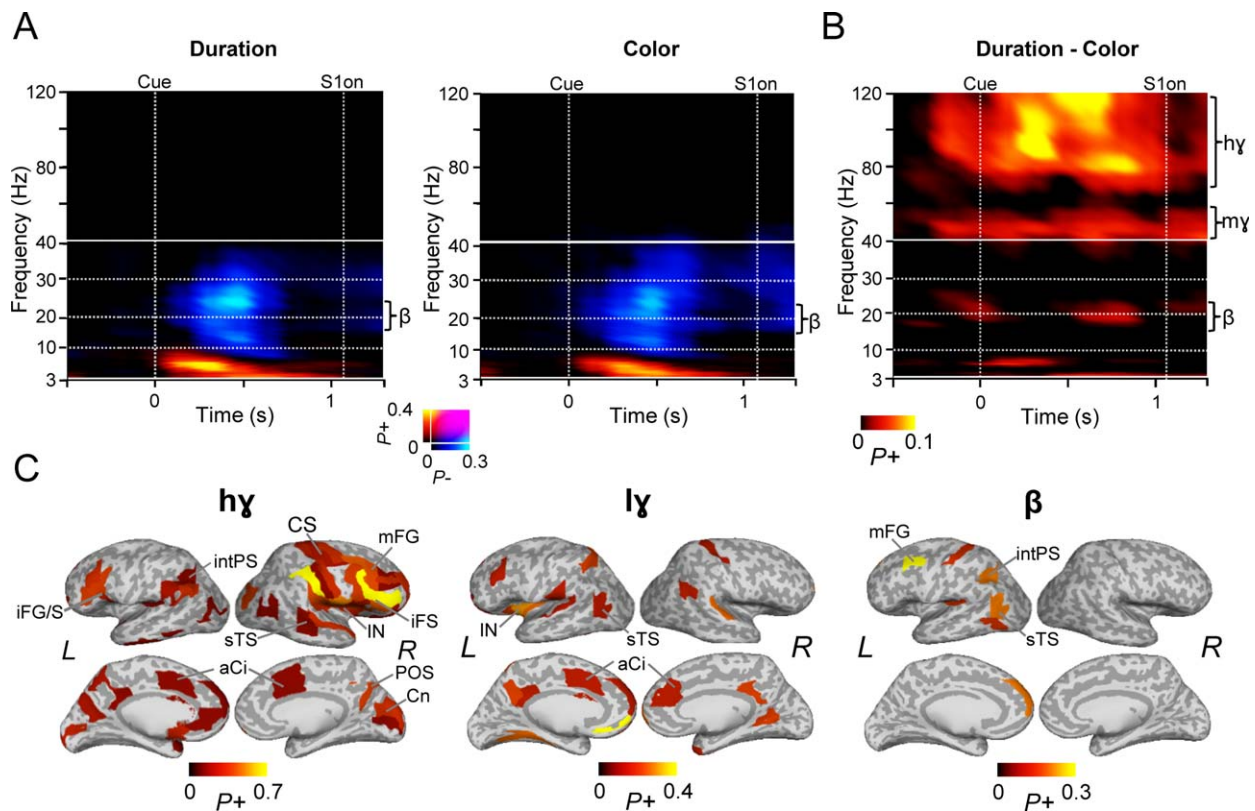 A
B
Duration
Color
Duration - Color
Cue
S1on
Cue
S1on
Cue
S1on
120
80
40
30
20
10
3
Frequency (Hz)
β
0
1
Time (s)
120
80
40
30
20
10
3
Frequency (Hz)
β
0
1
Time (s)
120
80
40
30
20
10
3
Frequency (Hz)
hɣ
mɣ
β
0
1
Time (s)
0.4
P+
0
0
0.3
P-
0
0.1
P+
C
hɣ
CS
mFG
intPS
iFG/S
sTS
IN
iFS
L
R
aCi
POS
Cn
0
0.7
P+
lɣ
IN
sTS
L
R
aCi
0
0.4
P+
β
mFG
intPS
sTS
L
R
0
0.3
P+